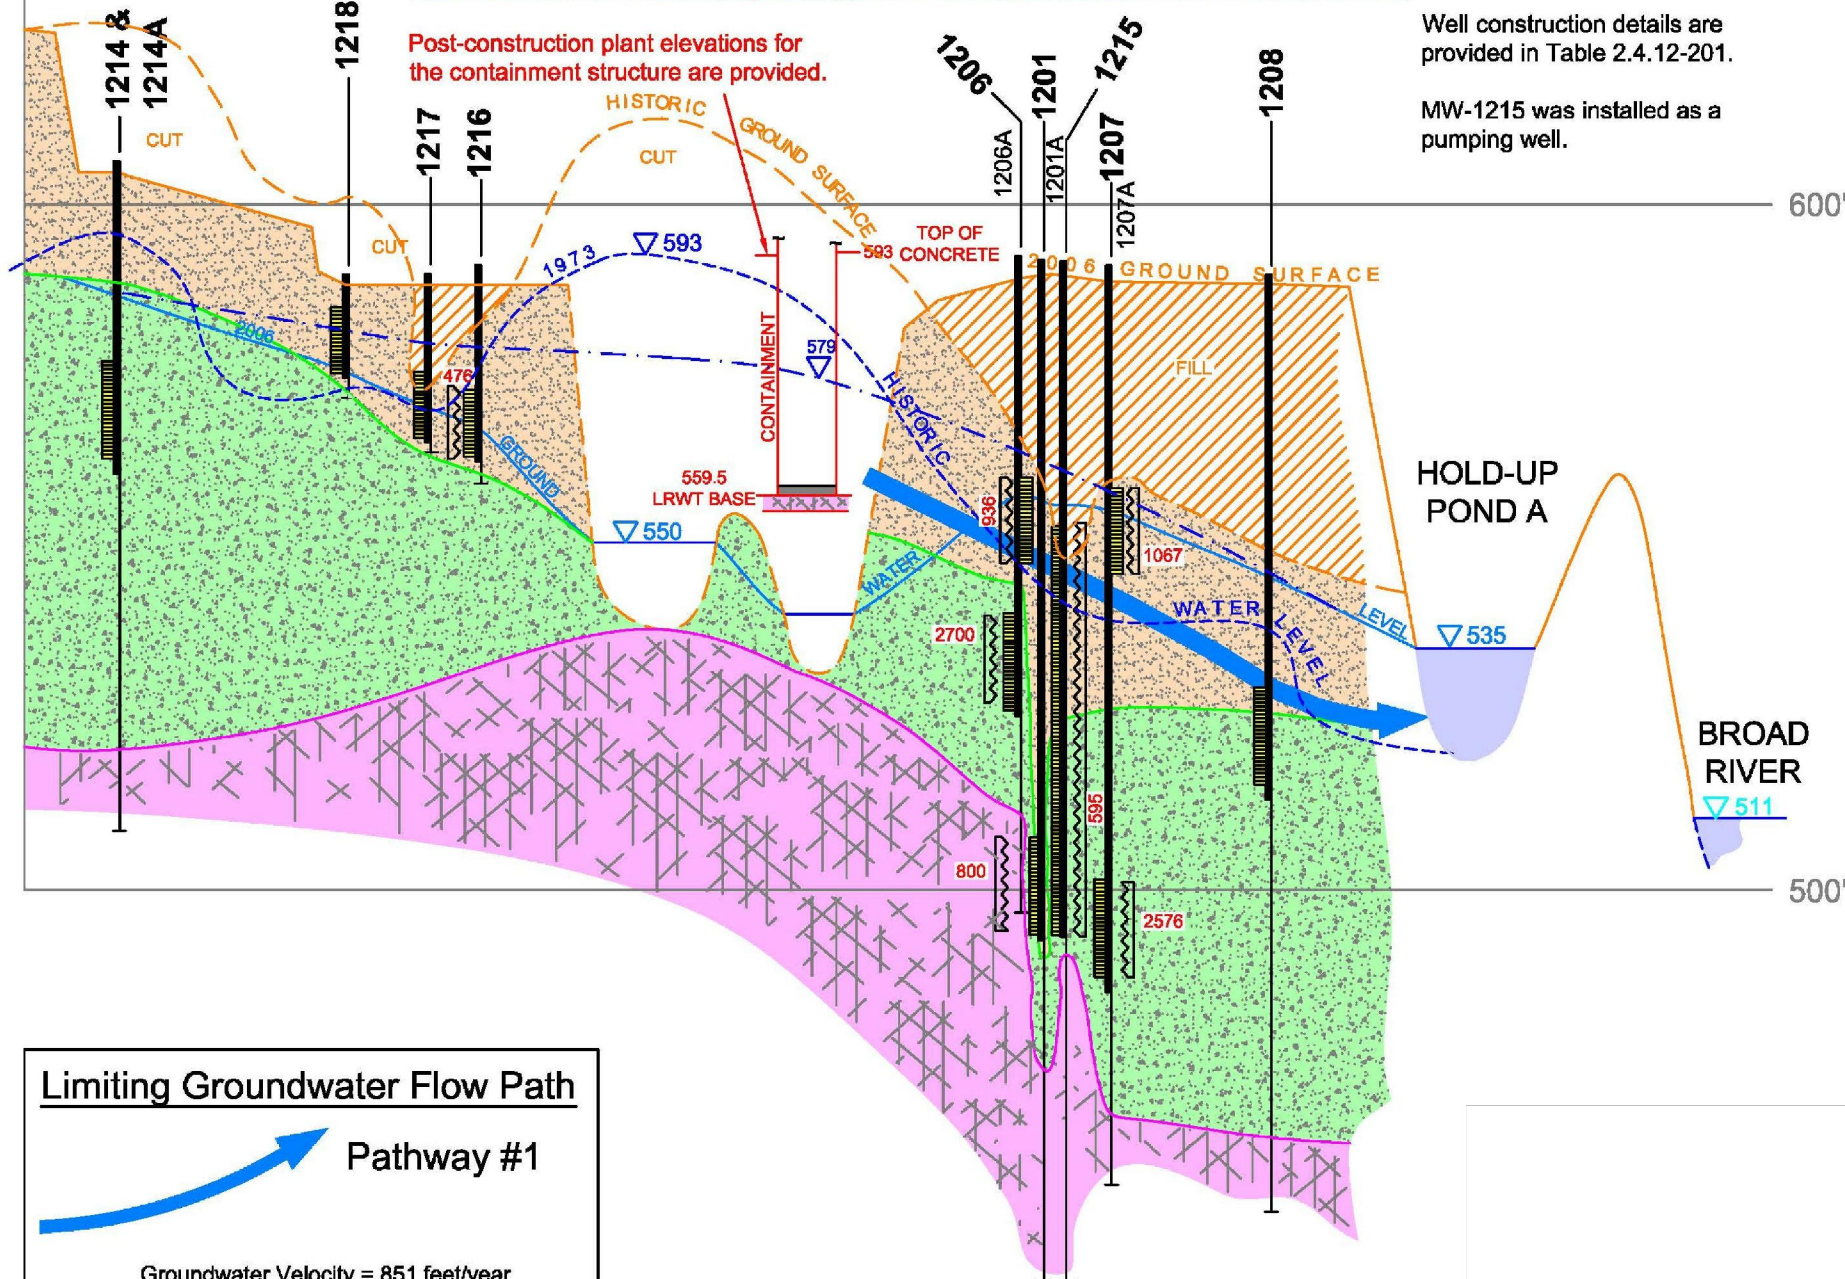 1214 &
1214A
1218
Post-construction plant elevations for
the containment structure are provided.
1206
1201
1215
1208
Well construction details are
provided in Table 2.4.12-201.
MW-1215 was installed as a
pumping well.
CUT
1217
1216
HISTORIC GROUND SURFACE
CUT
1206A
1201A
1207
1207A
600'
CUT
1973
593
593
TOP OF
CONCRETE
2006 GROUND SURFACE
2006
579
CONTAINMENT
FILL
476
HISTORIC
GROUND
559.5
LRWT BASE
936
1067
HOLD-UP
POND A
550
WATER
WATER LEVEL
LEVEL
535
2700
BROAD
RIVER
511
595
800
500'
2576
Limiting Groundwater Flow Path
Pathway #1
Groundwater Velocity = 851 feet/year